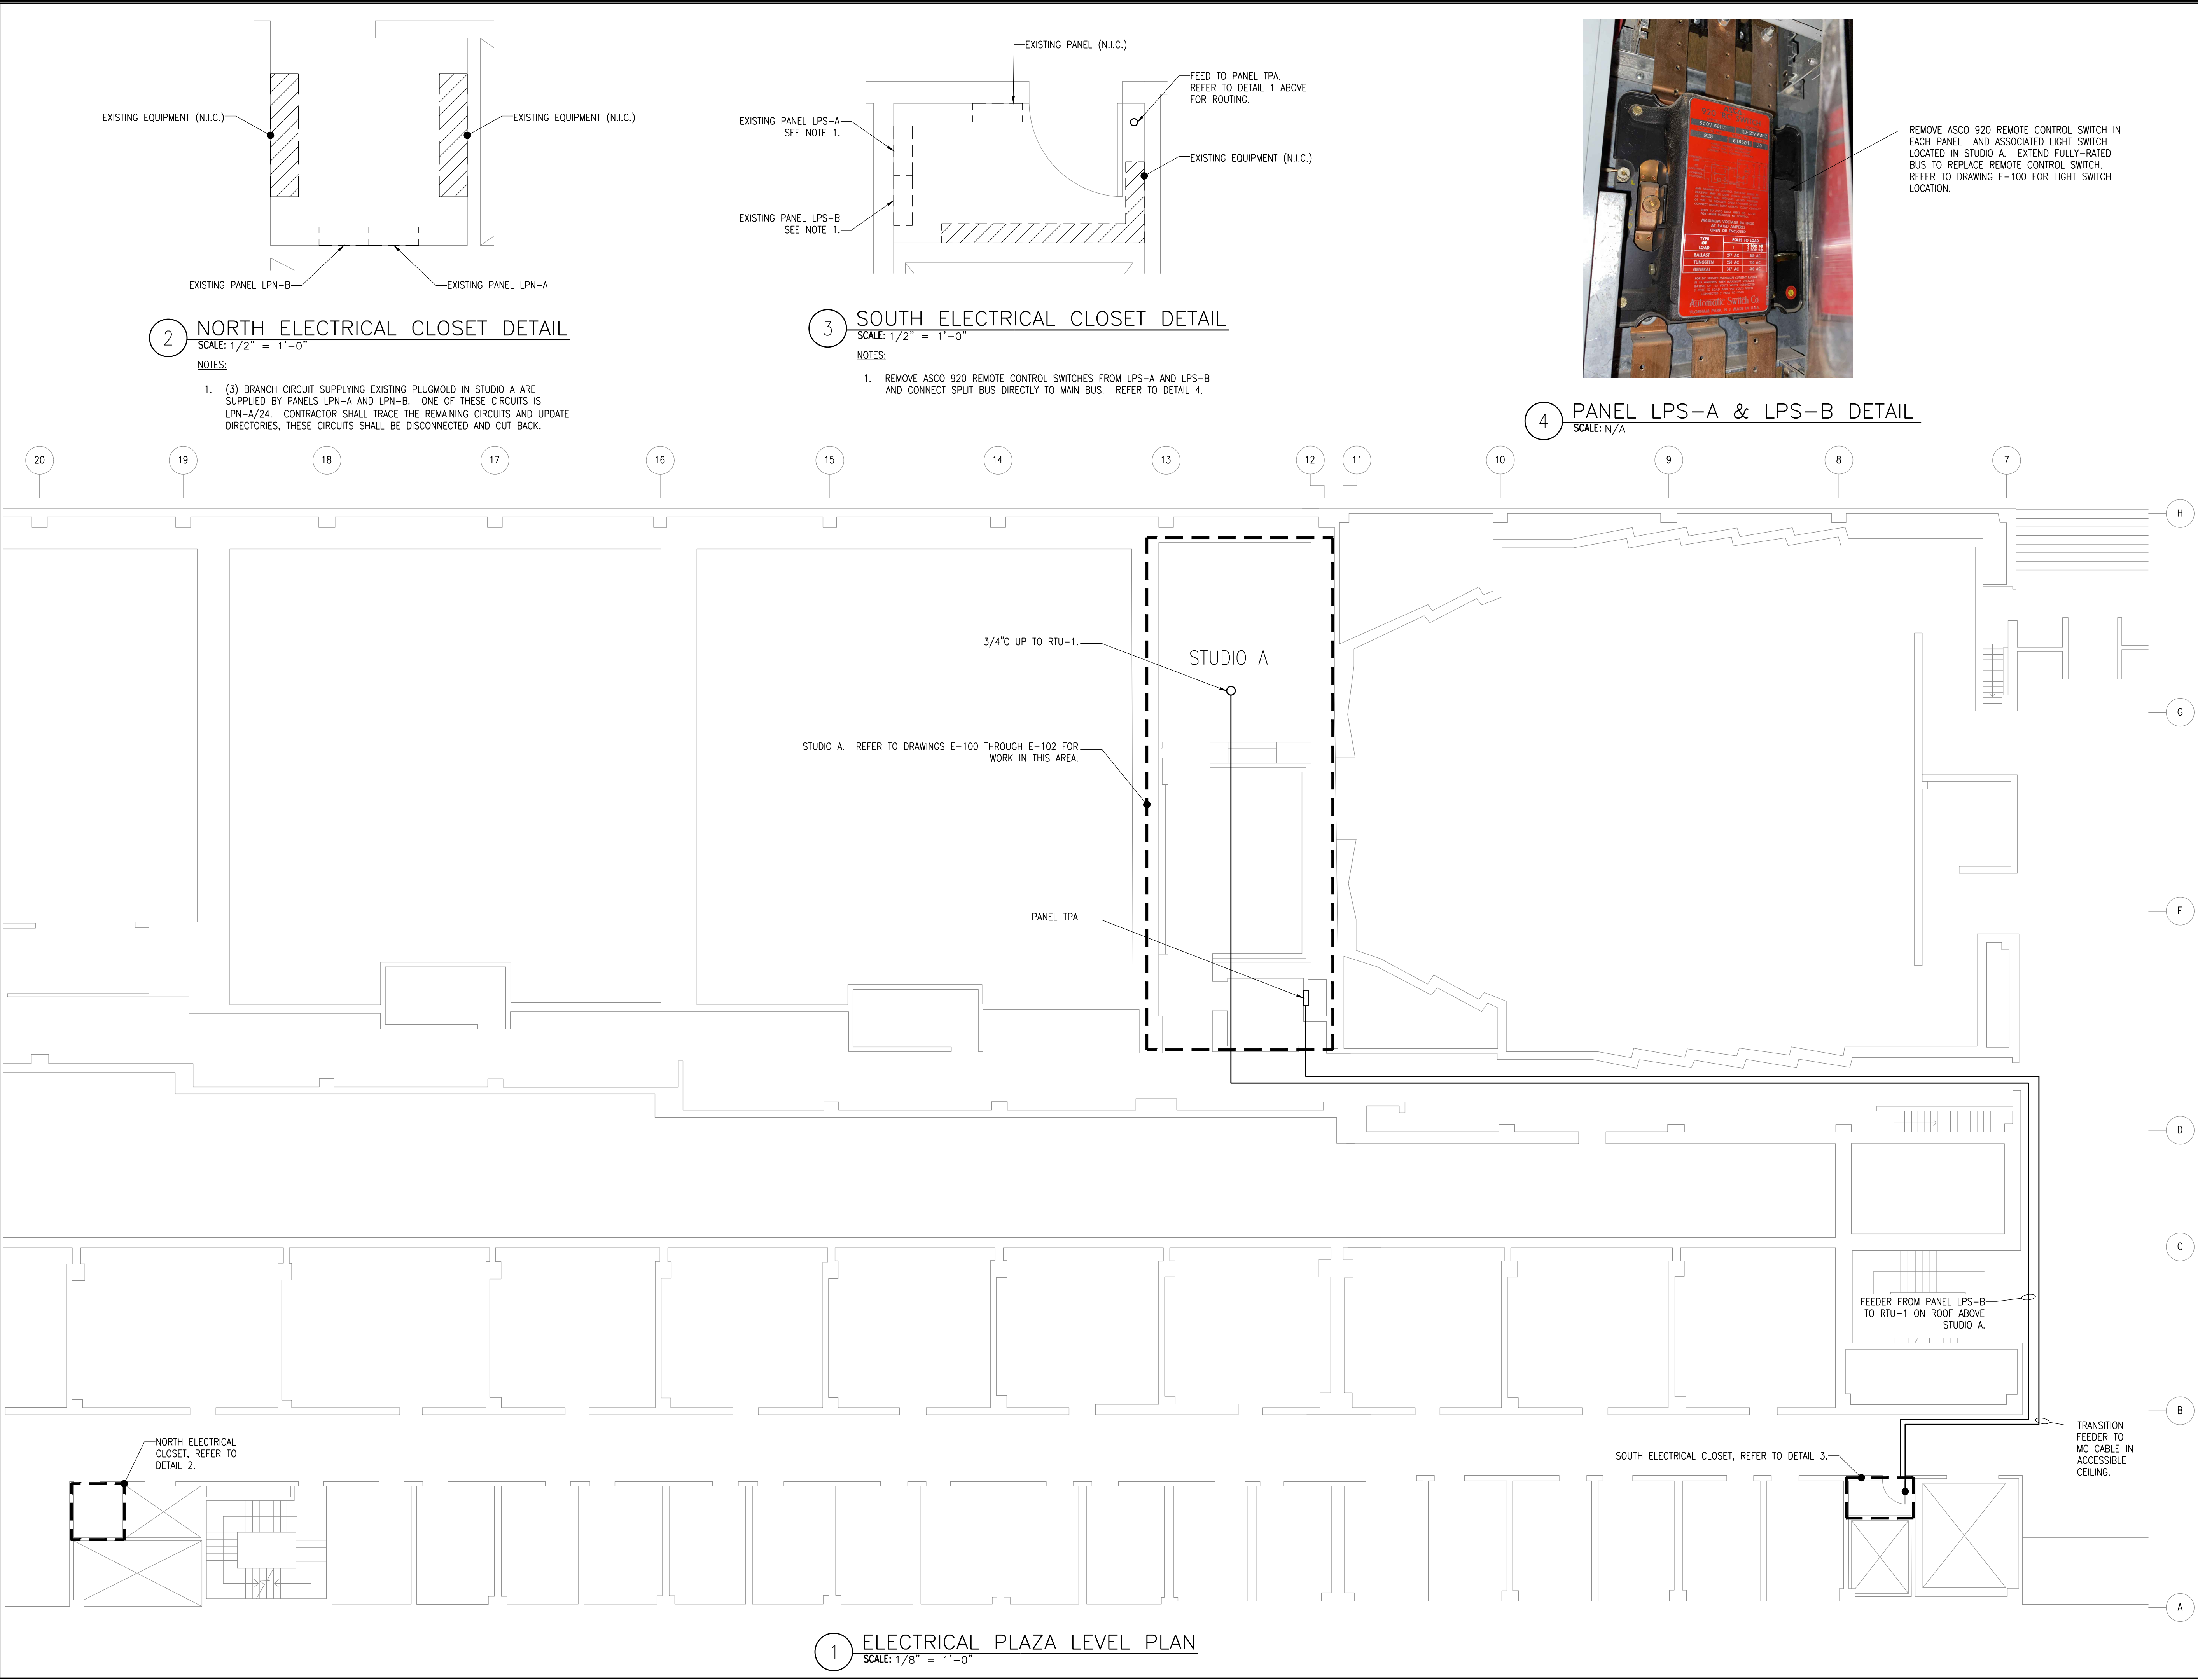 EXISTING EQUIPMENT (N.I.C.)
EXISTING EQUIPMENT (N.I.C.)
EXISTING PANEL LPN-B
EXISTING PANEL LPN-A
2
NORTH ELECTRICAL CLOSET DETAIL
SCALE: 1/2" = 1'-0"
NOTES:
1. (3) BRANCH CIRCUIT SUPPLYING EXISTING PLUGMOLD IN STUDIO A ARE
SUPPLIED BY PANELS LPN-A AND LPN-B. ONE OF THESE CIRCUITS IS
LPN-A/24. CONTRACTOR SHALL TRACE THE REMAINING CIRCUITS AND UPDATE
DIRECTORIES, THESE CIRCUITS SHALL BE DISCONNECTED AND CUT BACK.
EXISTING PANEL (N.I.C.)
FEED TO PANEL TPA.
REFER TO DETAIL 1 ABOVE
FOR ROUTING.
EXISTING PANEL LPS-A
SEE NOTE 1.
EXISTING EQUIPMENT (N.I.C.)
EXISTING PANEL LPS-B
SEE NOTE 1.
3
SOUTH ELECTRICAL CLOSET DETAIL
SCALE: 1/2" = 1'-0"
NOTES:
1. REMOVE ASCO 920 REMOTE CONTROL SWITCHES FROM LPS-A AND LPS-B
AND CONNECT SPLIT BUS DIRECTLY TO MAIN BUS. REFER TO DETAIL 4.
TYPE OF LOAD
POLES TO LOAD
BALLAST
TUNGSTEN
GENERAL
Automatic Switch Co.
REMOVE ASCO 920 REMOTE CONTROL SWITCH IN
EACH PANEL AND ASSOCIATED LIGHT SWITCH
LOCATED IN STUDIO A. EXTEND FULLY-RATED
BUS TO REPLACE REMOTE CONTROL SWITCH.
REFER TO DRAWING E-100 FOR LIGHT SWITCH
LOCATION.
4
PANEL LPS-A & LPS-B DETAIL
SCALE: N/A
20 19 18 17 16 15 14 13 12 11 10 9 8 7
H
3/4"C UP TO RTU-1.
STUDIO A
G
STUDIO A. REFER TO DRAWINGS E-100 THROUGH E-102 FOR
WORK IN THIS AREA.
F
PANEL TPA
D
C
FEEDER FROM PANEL LPS-B
TO RTU-1 ON ROOF ABOVE
STUDIO A.
B
TRANSITION
FEEDER TO
MC CABLE IN
ACCESSIBLE
CEILING.
NORTH ELECTRICAL
CLOSET, REFER TO
DETAIL 2.
SOUTH ELECTRICAL CLOSET, REFER TO DETAIL 3.
A
1
ELECTRICAL PLAZA LEVEL PLAN
SCALE: 1/8" = 1'-0"